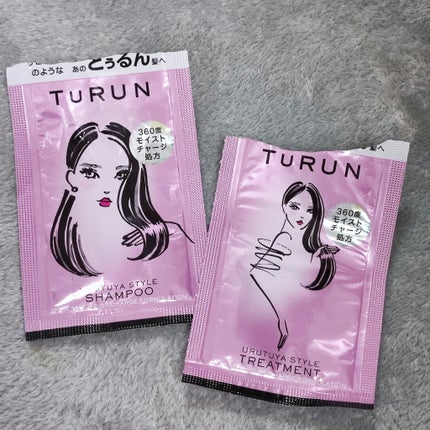 のような あの とぅるん 髪へ
TURUN
360度
モイスト
チャージ
処方
URUTUYA STYLE
SHAMPOO
髪へ
TURUN
360度
モイスト
チャージ
処方
URUTUYA STYLE
TREATMENT